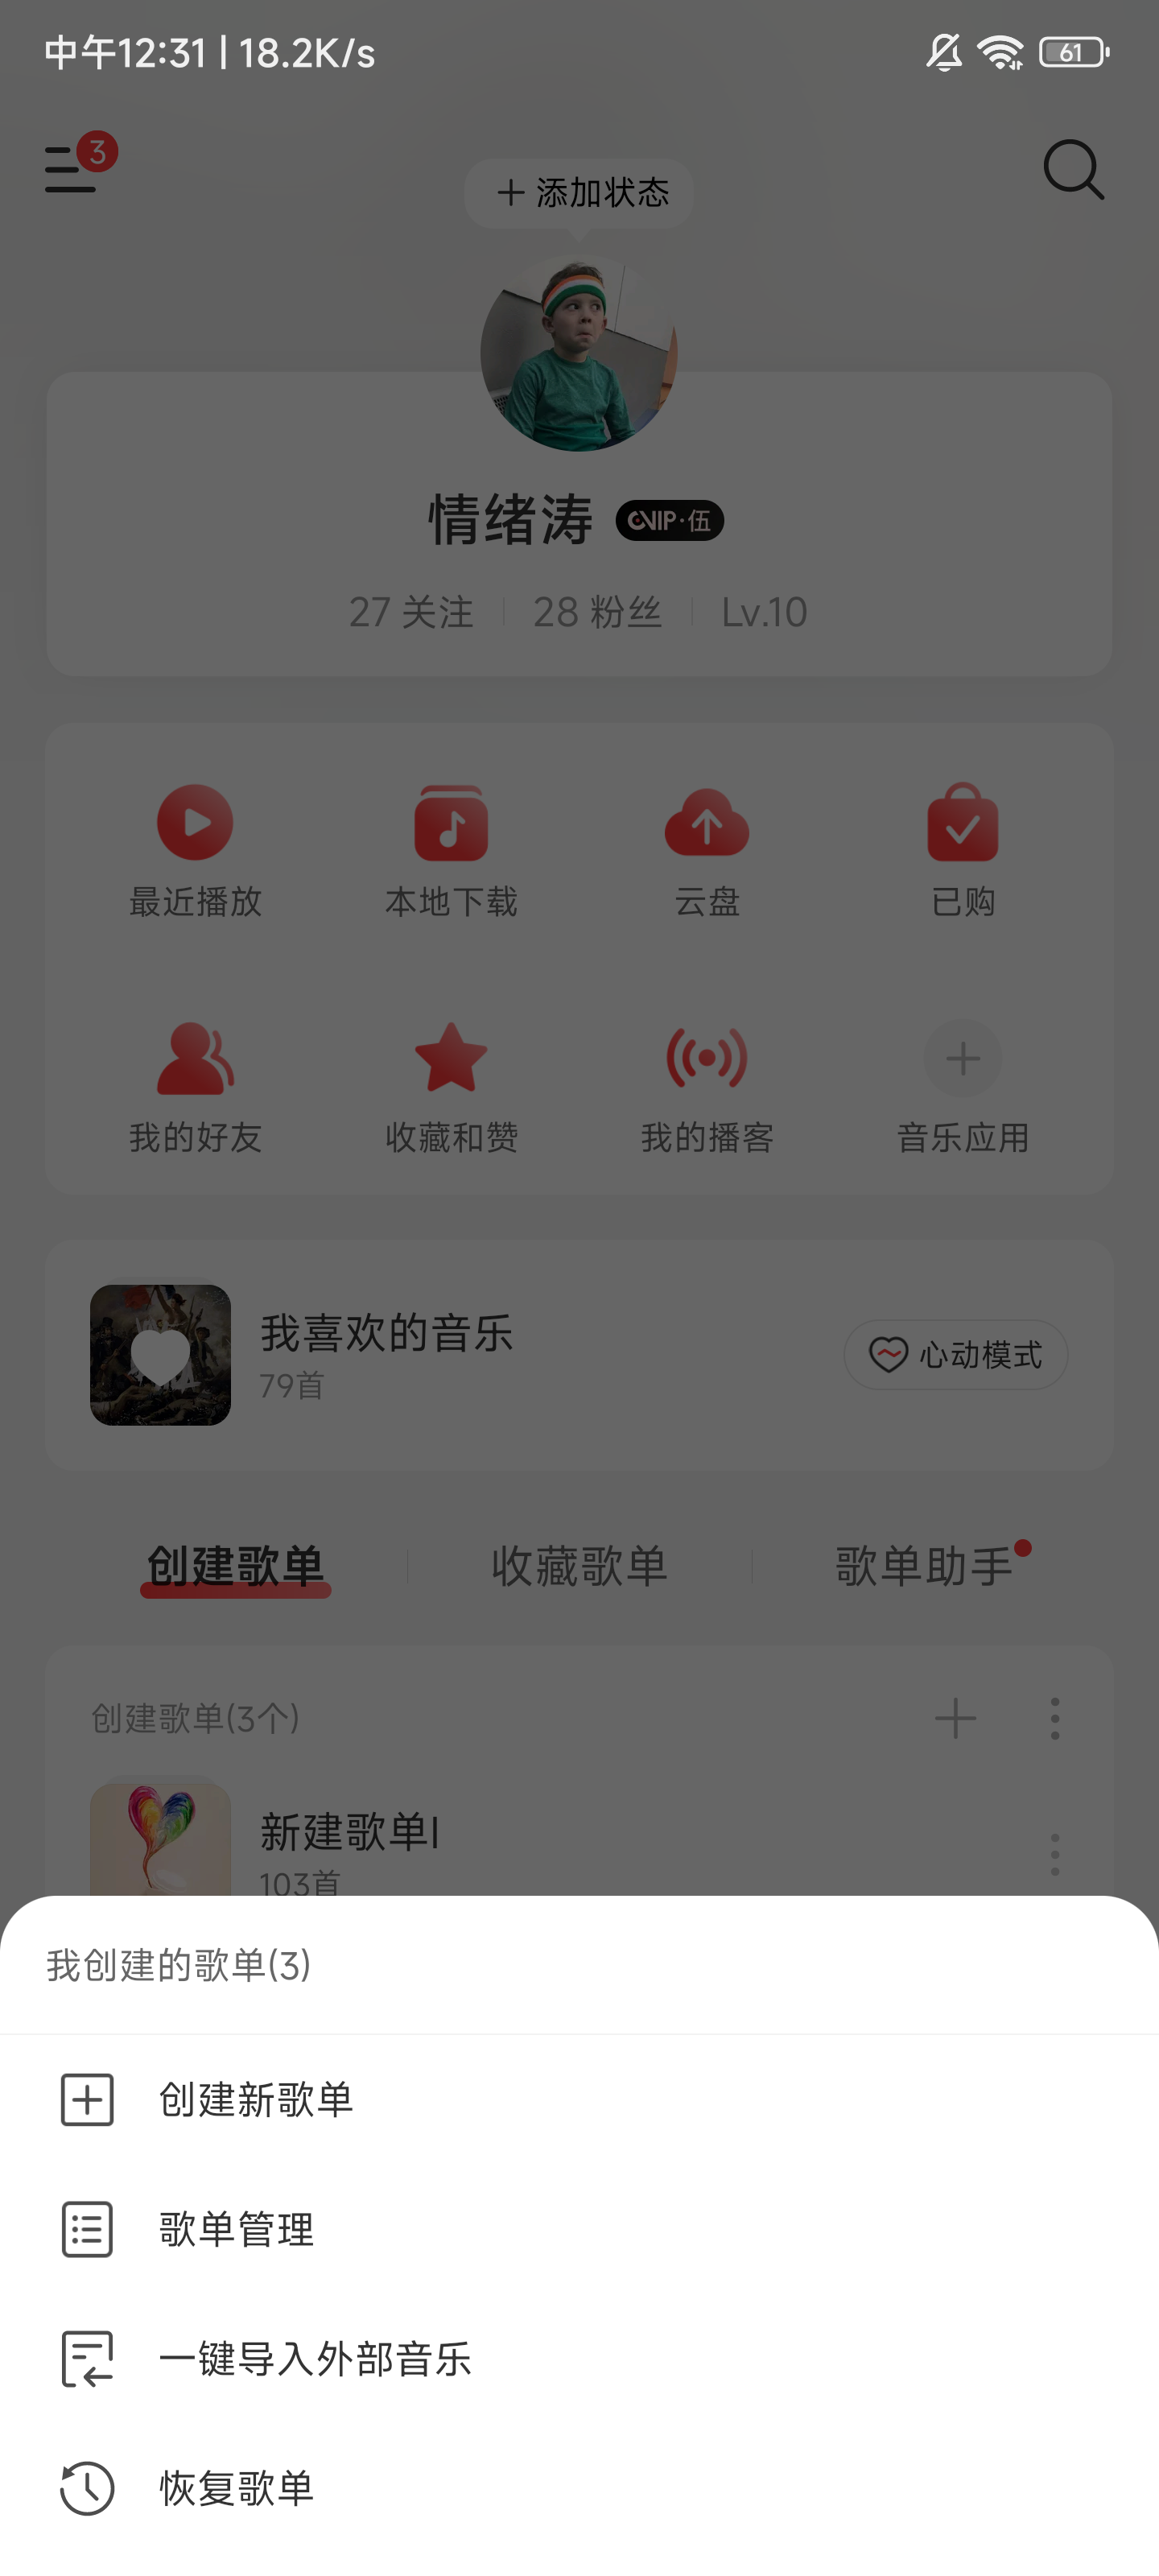 中午12:31 | 18.2K/s
61
3
+ 添加状态
情绪涛 VIP·伍
27 关注 28 粉丝 Lv.10
最近播放 本地下载 云盘 已购
我的好友 收藏和赞 我的播客 音乐应用
我喜欢的音乐
79首
心动模式
创建歌单 收藏歌单 歌单助手
创建歌单(3个)
新建歌单I
103首
我创建的歌单(3)
创建新歌单
歌单管理
一键导入外部音乐
恢复歌单